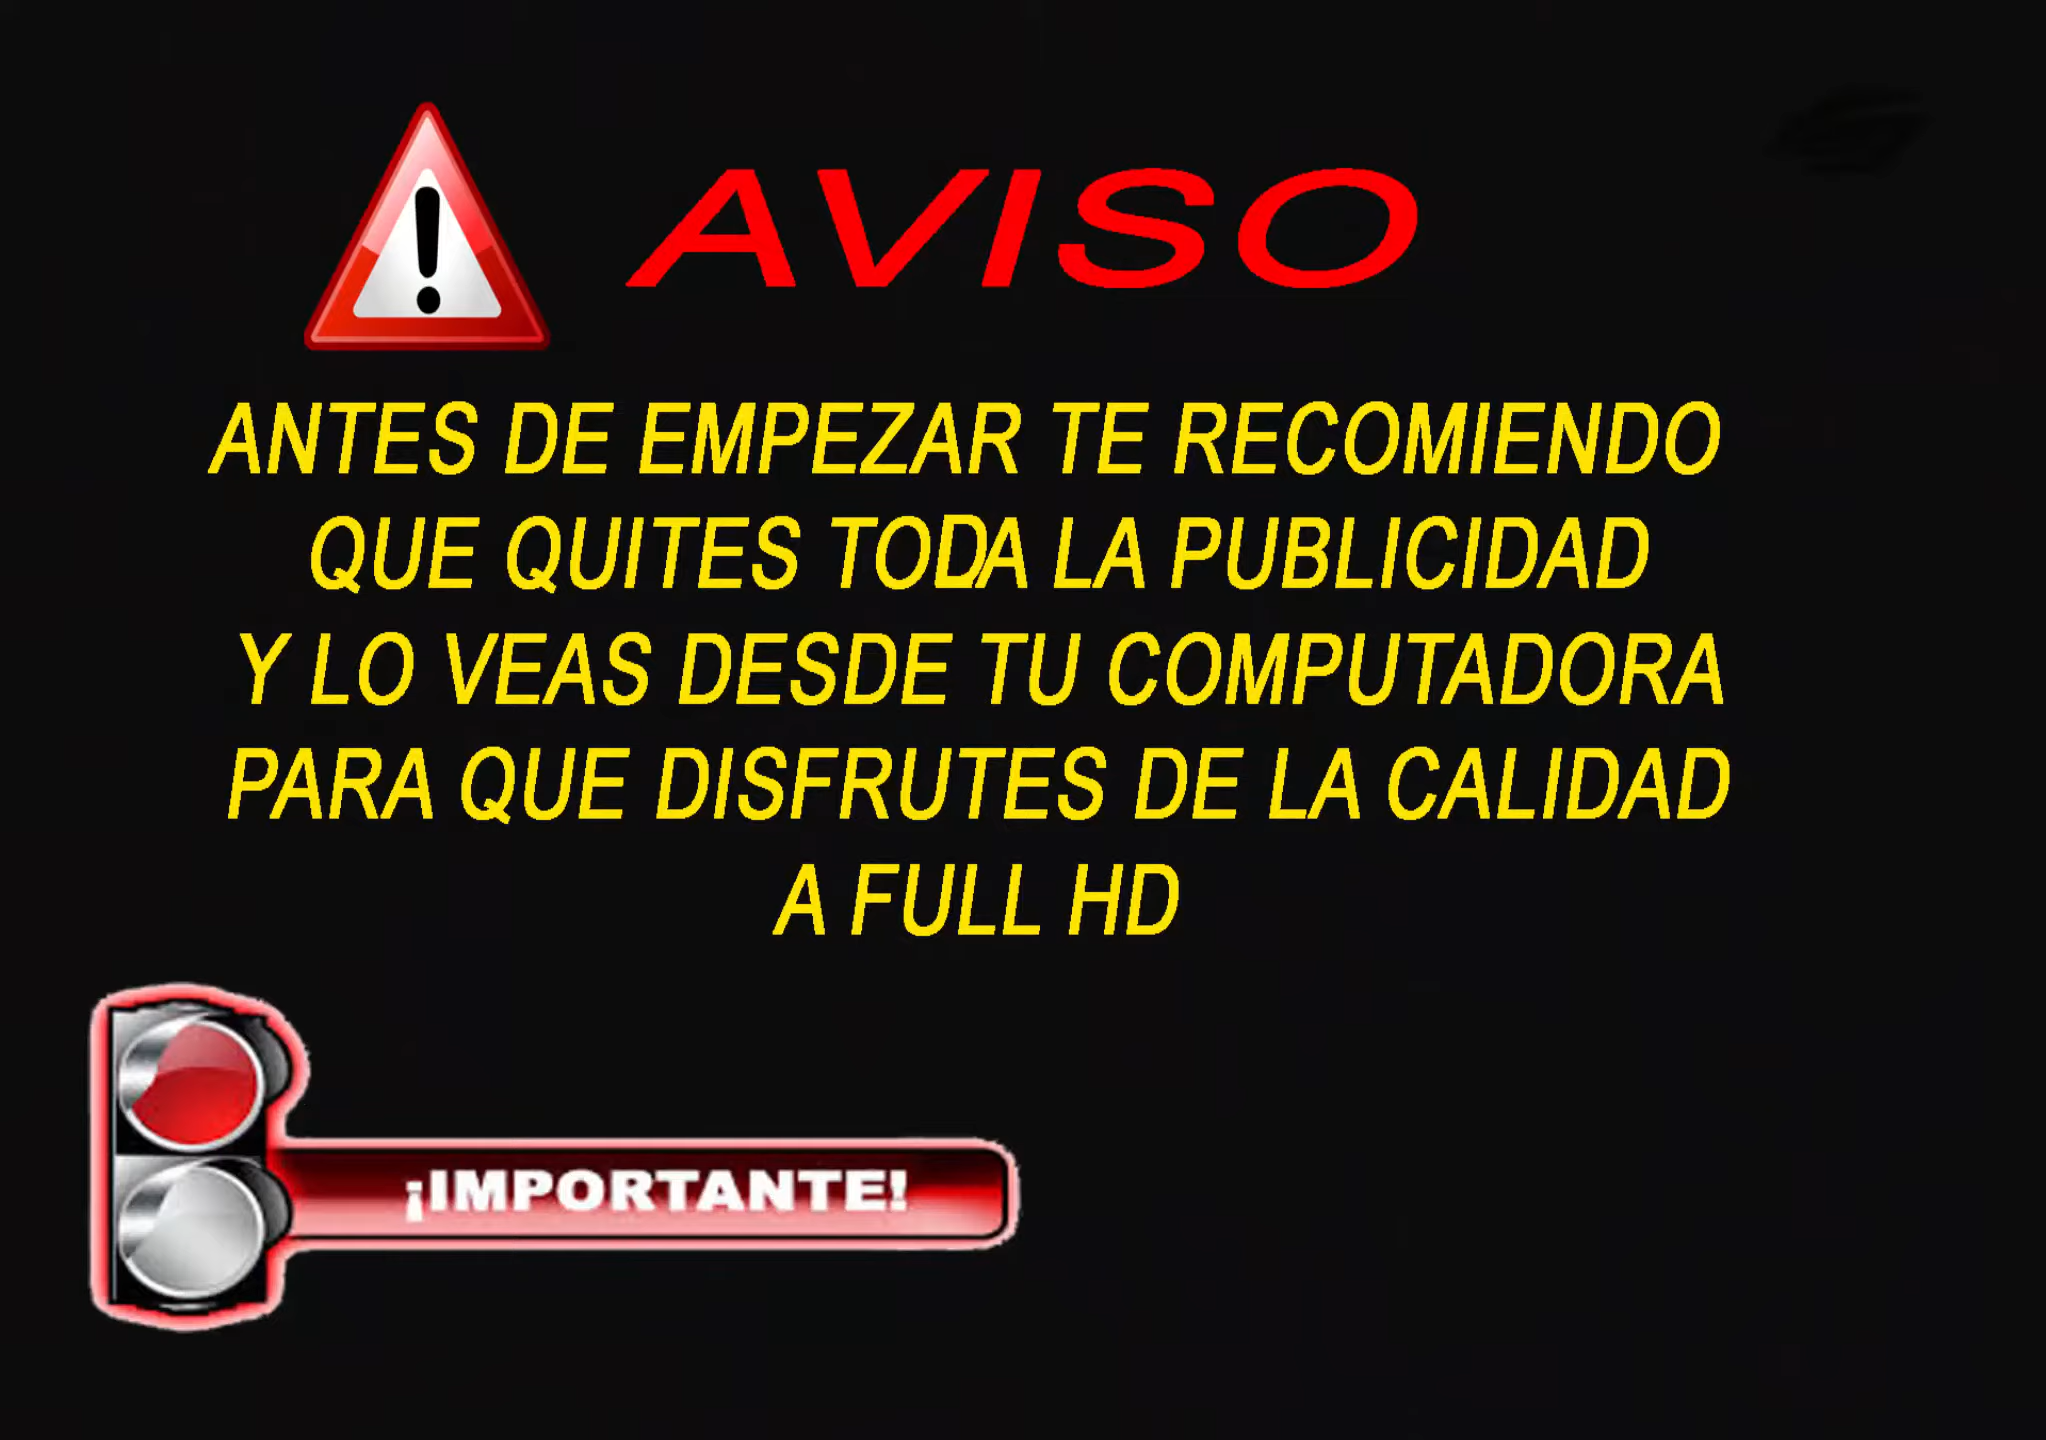 AVISO
ANTES DE EMPEZAR TE RECOMIENDO
QUE QUITES TODA LA PUBLICIDAD
Y LO VEAS DESDE TU COMPUTADORA
PARA QUE DISFRUTES DE LA CALIDAD
A FULL HD
¡IMPORTANTE!